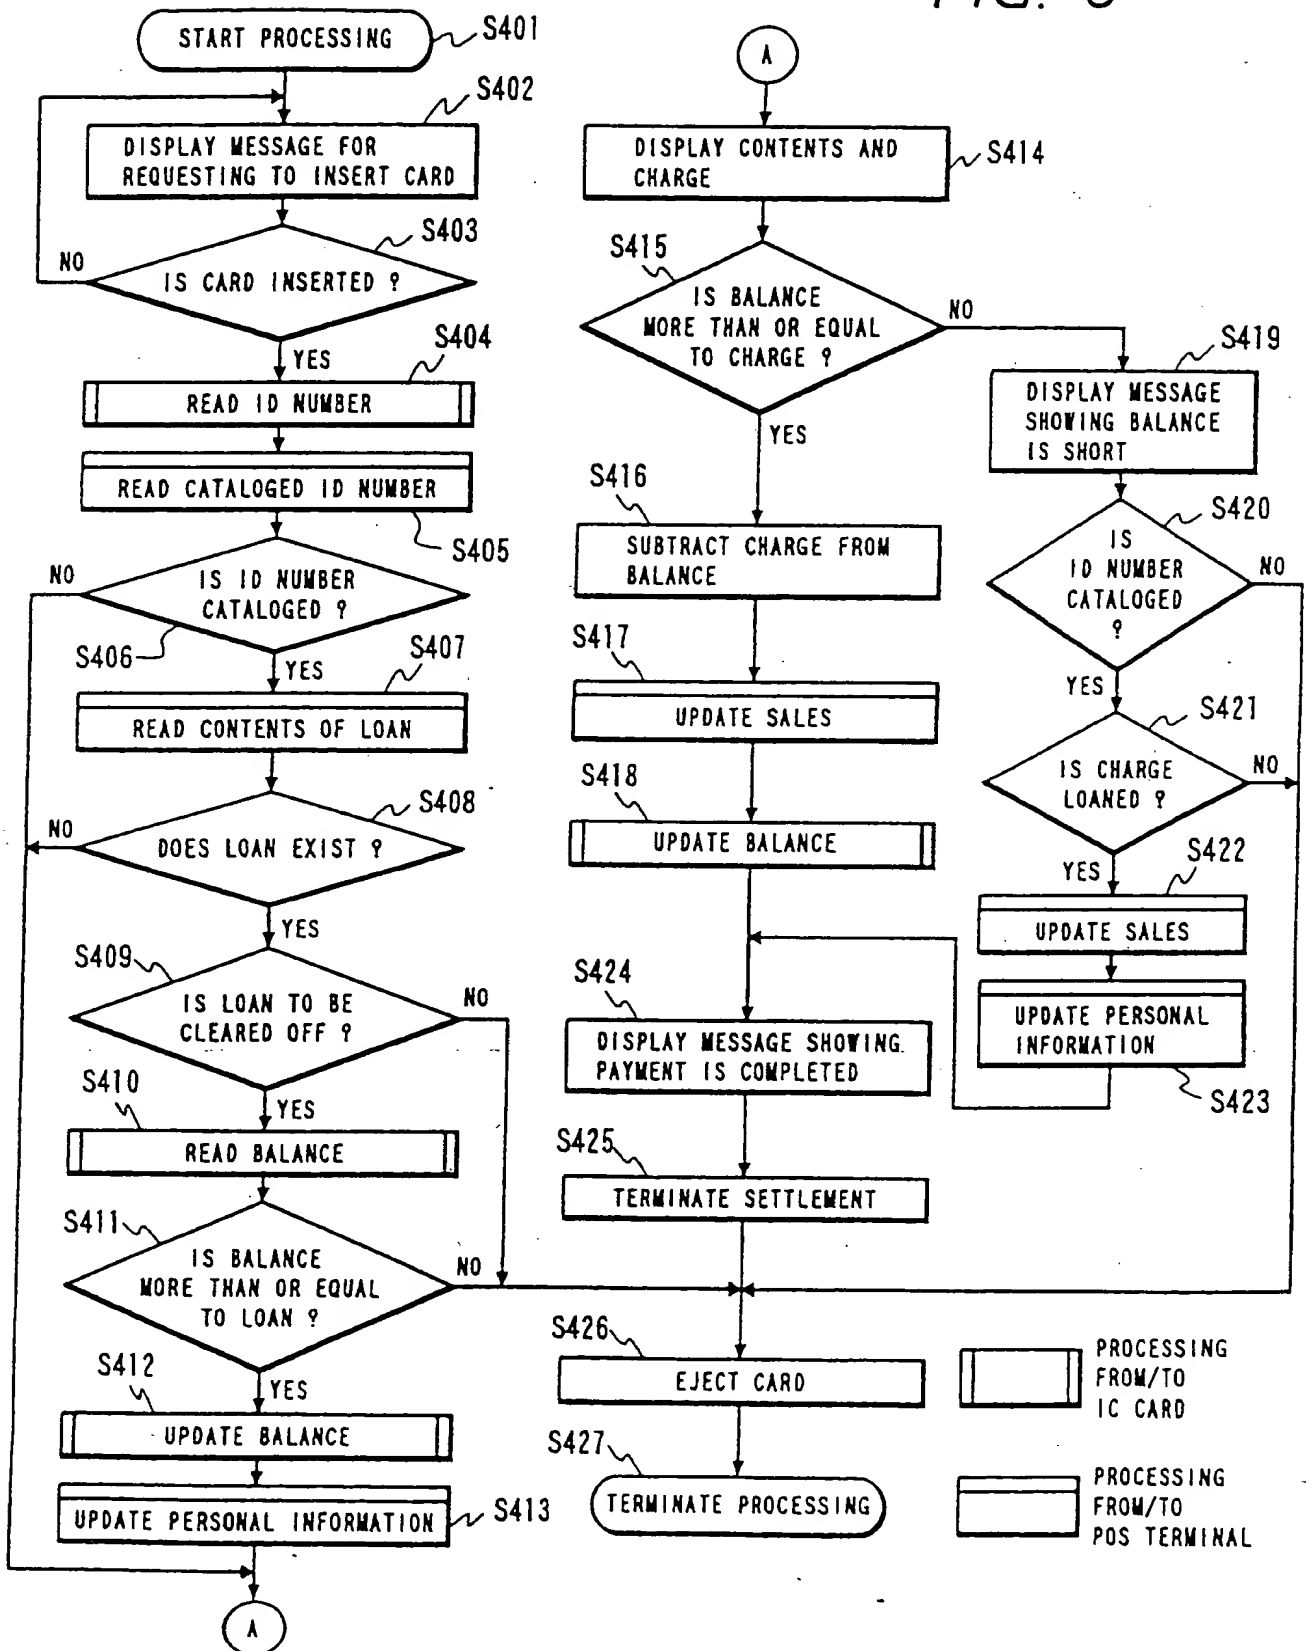 START PROCESSING
S401
S402
DISPLAY MESSAGE FOR
REQUESTING TO INSERT CARD
S403
NO
IS CARD INSERTED ?
YES
S404
READ ID NUMBER
READ CATALOGED ID NUMBER
S405
NO
IS ID NUMBER
CATALOGED ?
S406
YES
S407
READ CONTENTS OF LOAN
S408
NO
DOES LOAN EXIST ?
YES
S409
IS LOAN TO BE
CLEARED OFF ?
NO
YES
S410
READ BALANCE
S411
IS BALANCE
MORE THAN OR EQUAL
TO LOAN ?
NO
YES
S412
UPDATE BALANCE
UPDATE PERSONAL INFORMATION
S413
A
A
DISPLAY CONTENTS AND
CHARGE
S414
S415
IS BALANCE
MORE THAN OR EQUAL
TO CHARGE ?
NO
YES
S416
SUBTRACT CHARGE FROM
BALANCE
S417
UPDATE SALES
S418
UPDATE BALANCE
S424
DISPLAY MESSAGE SHOWING
PAYMENT IS COMPLETED
S425
TERMINATE SETTLEMENT
S426
EJECT CARD
S427
TERMINATE PROCESSING
S419
DISPLAY MESSAGE
SHOWING BALANCE
IS SHORT
S420
IS
ID NUMBER
CATALOGED
?
NO
YES
S421
IS CHARGE
LOANED ?
NO
YES
S422
UPDATE SALES
UPDATE PERSONAL
INFORMATION
S423
PROCESSING
FROM/TO
IC CARD
PROCESSING
FROM/TO
POS TERMINAL